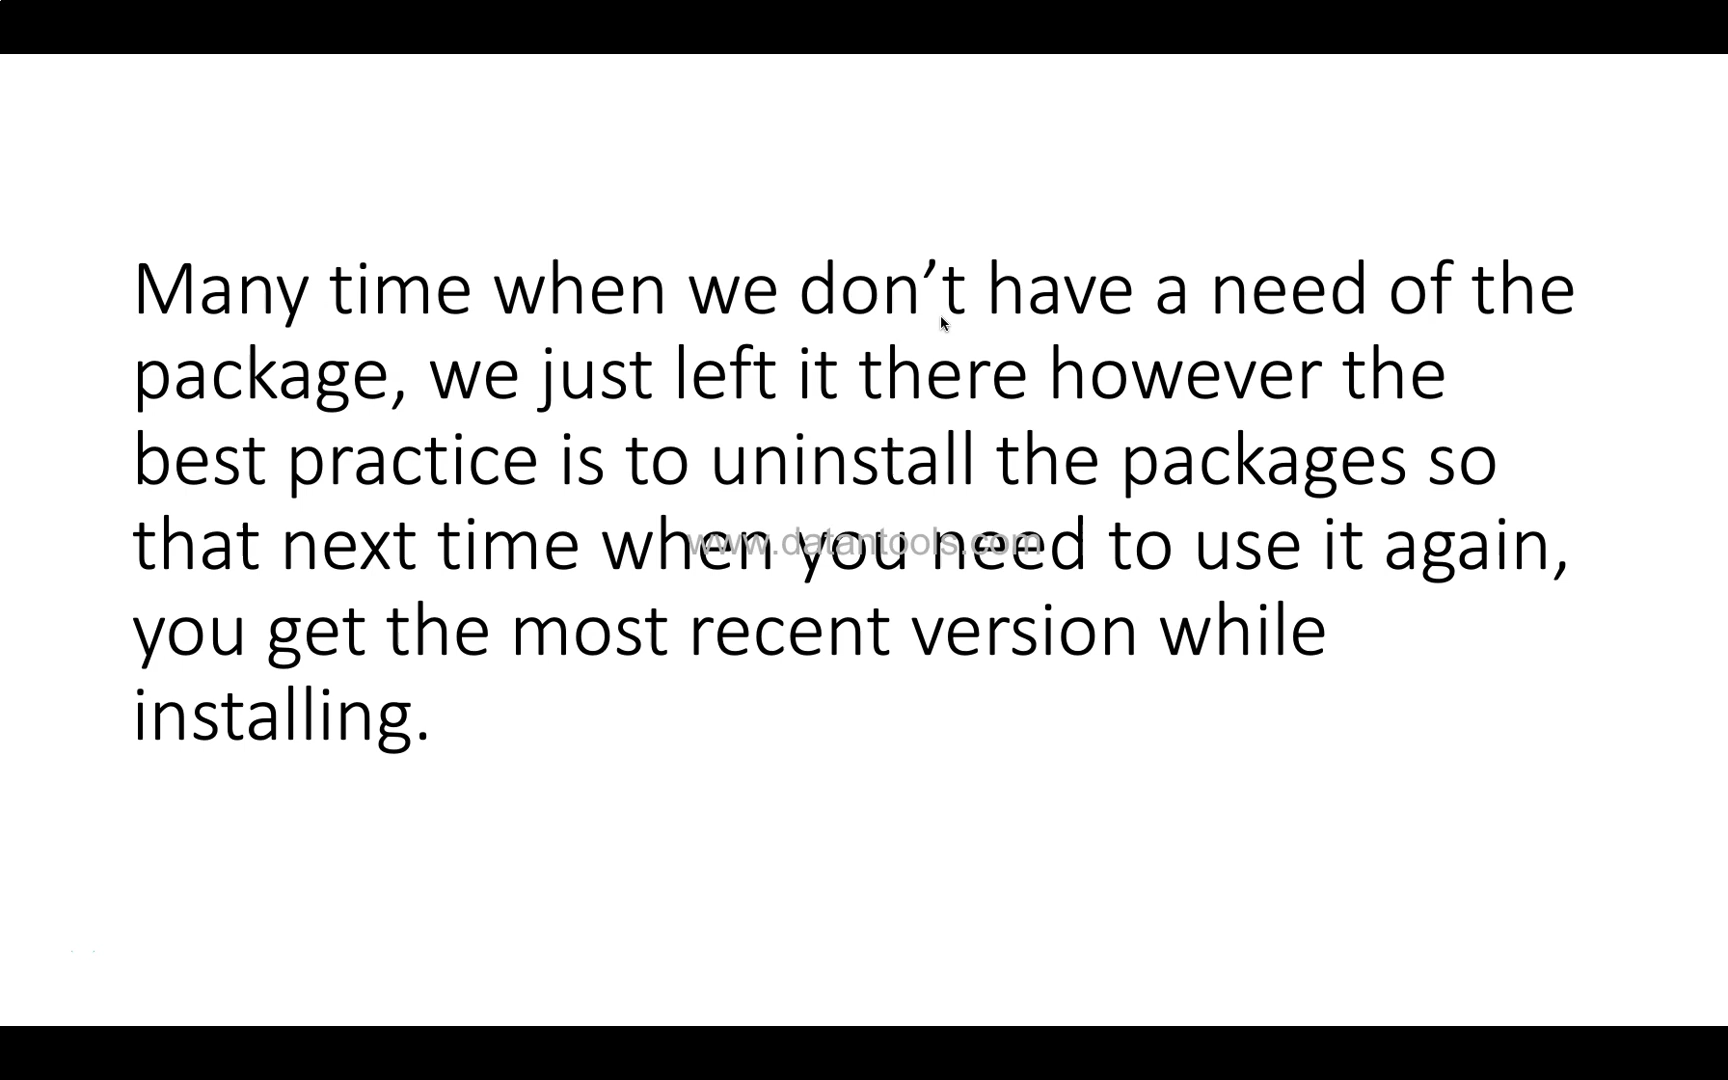 Many time when we don’t have a need of the
package, we just left it there however the
best practice is to uninstall the packages so
that next time when you need to use it again,
www.datantools.com
you get the most recent version while
installing.